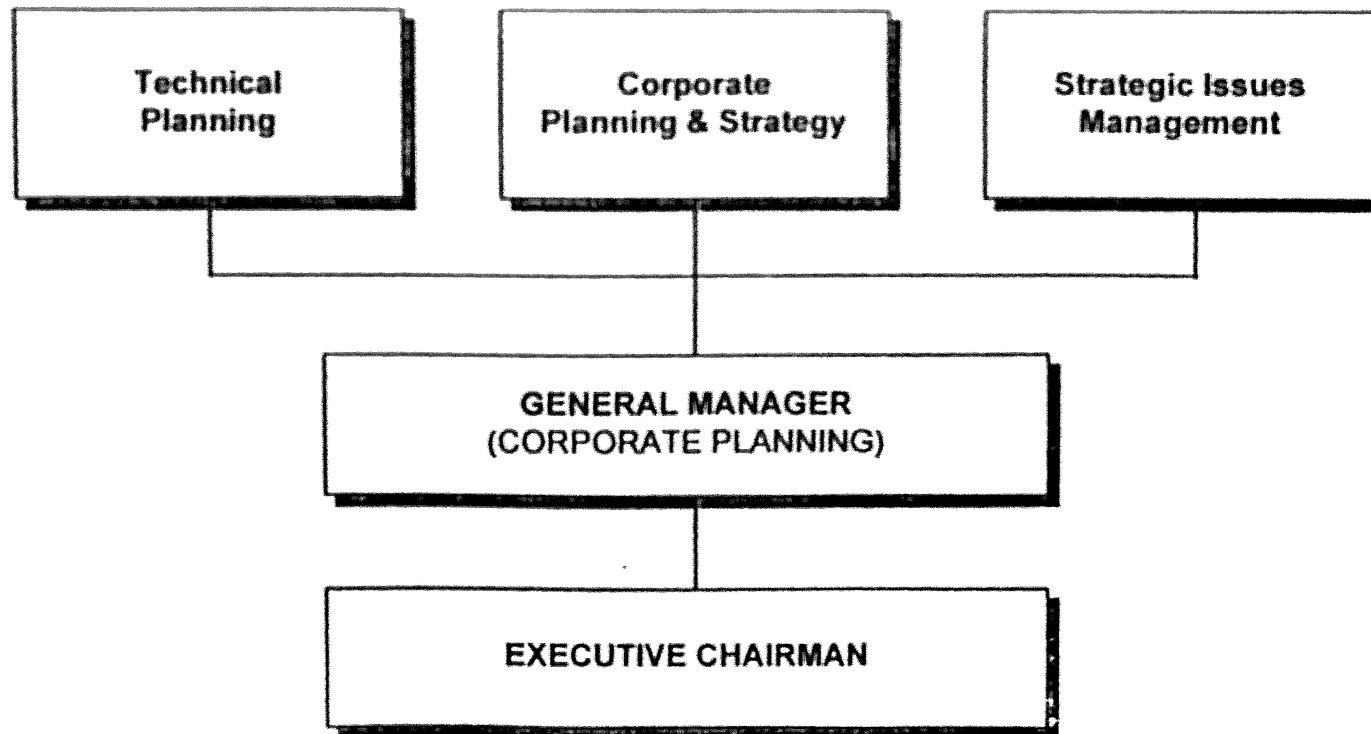 Technical
Planning
Corporate
Planning & Strategy
Strategic Issues
Management
GENERAL MANAGER
(CORPORATE PLANNING)
EXECUTIVE CHAIRMAN